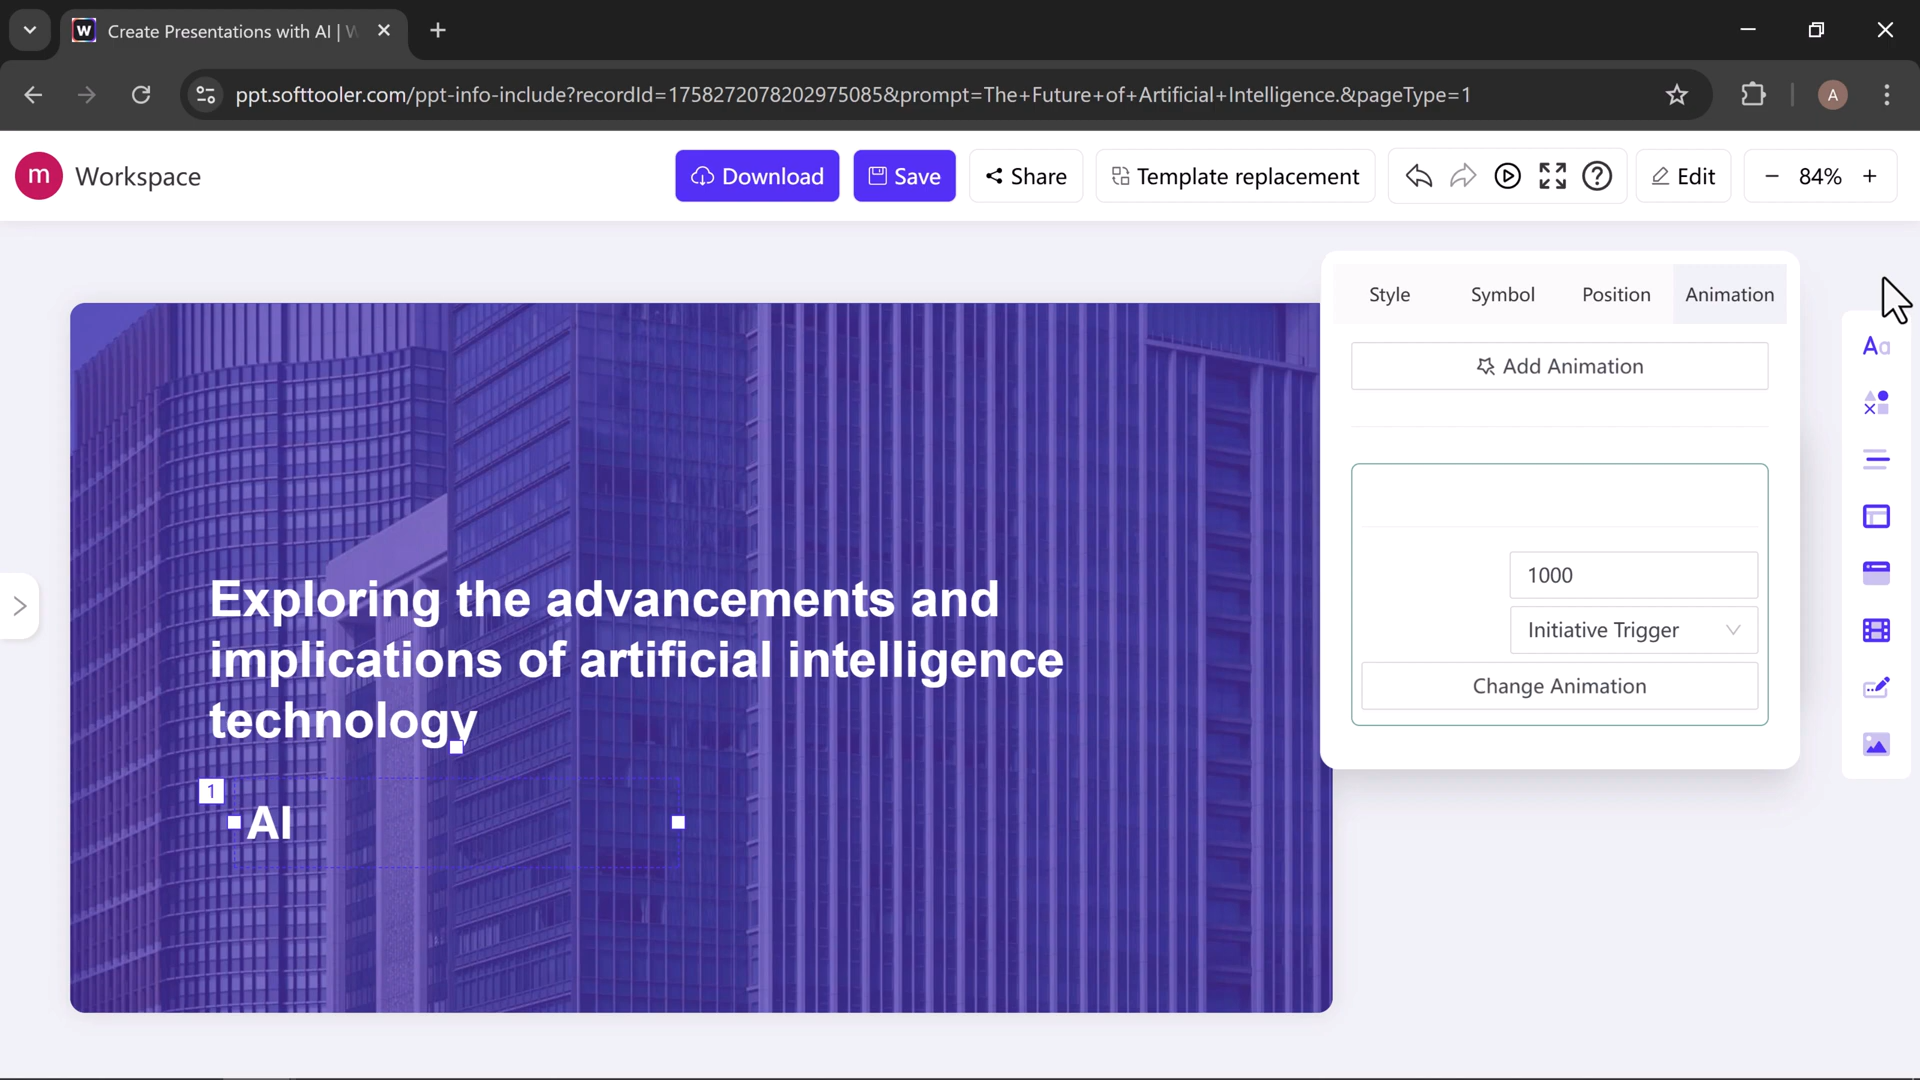 W Create Presentations with AI | W
ppt.softtooler.com/ppt-info-include?recordId=1758272078202975085&prompt=The+Future+of+Artificial+Intelligence.&pageType=1
A
m Workspace
Download
Save
Share
Template replacement
Edit
84%
Style
Symbol
Position
Animation
Add Animation
1000
Initiative Trigger
Change Animation
Aa
Exploring the advancements and
implications of artificial intelligence
technology
1
AI